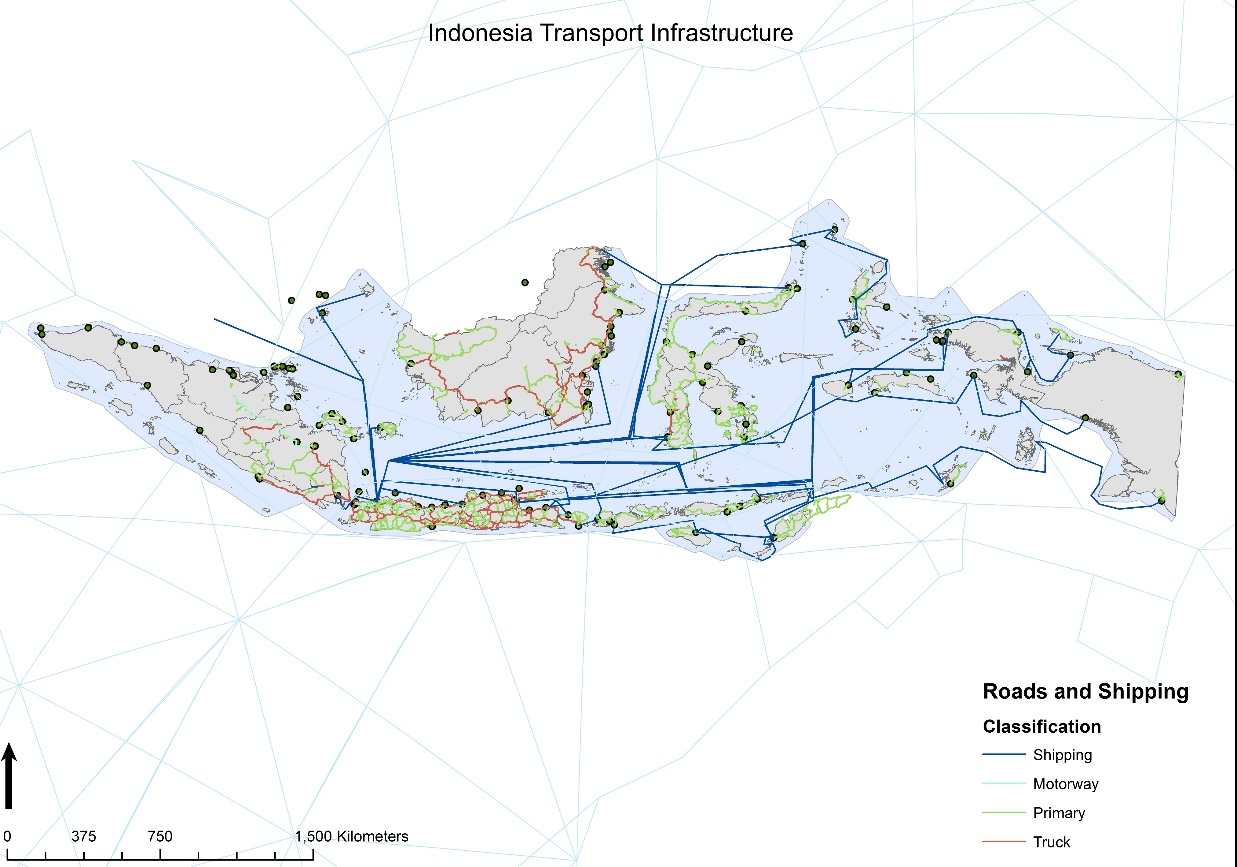 Indonesia Transport Infrastructure
Roads and Shipping
Classification
Shipping
Motorway
Primary
Truck
0 375 750 1,500 Kilometers